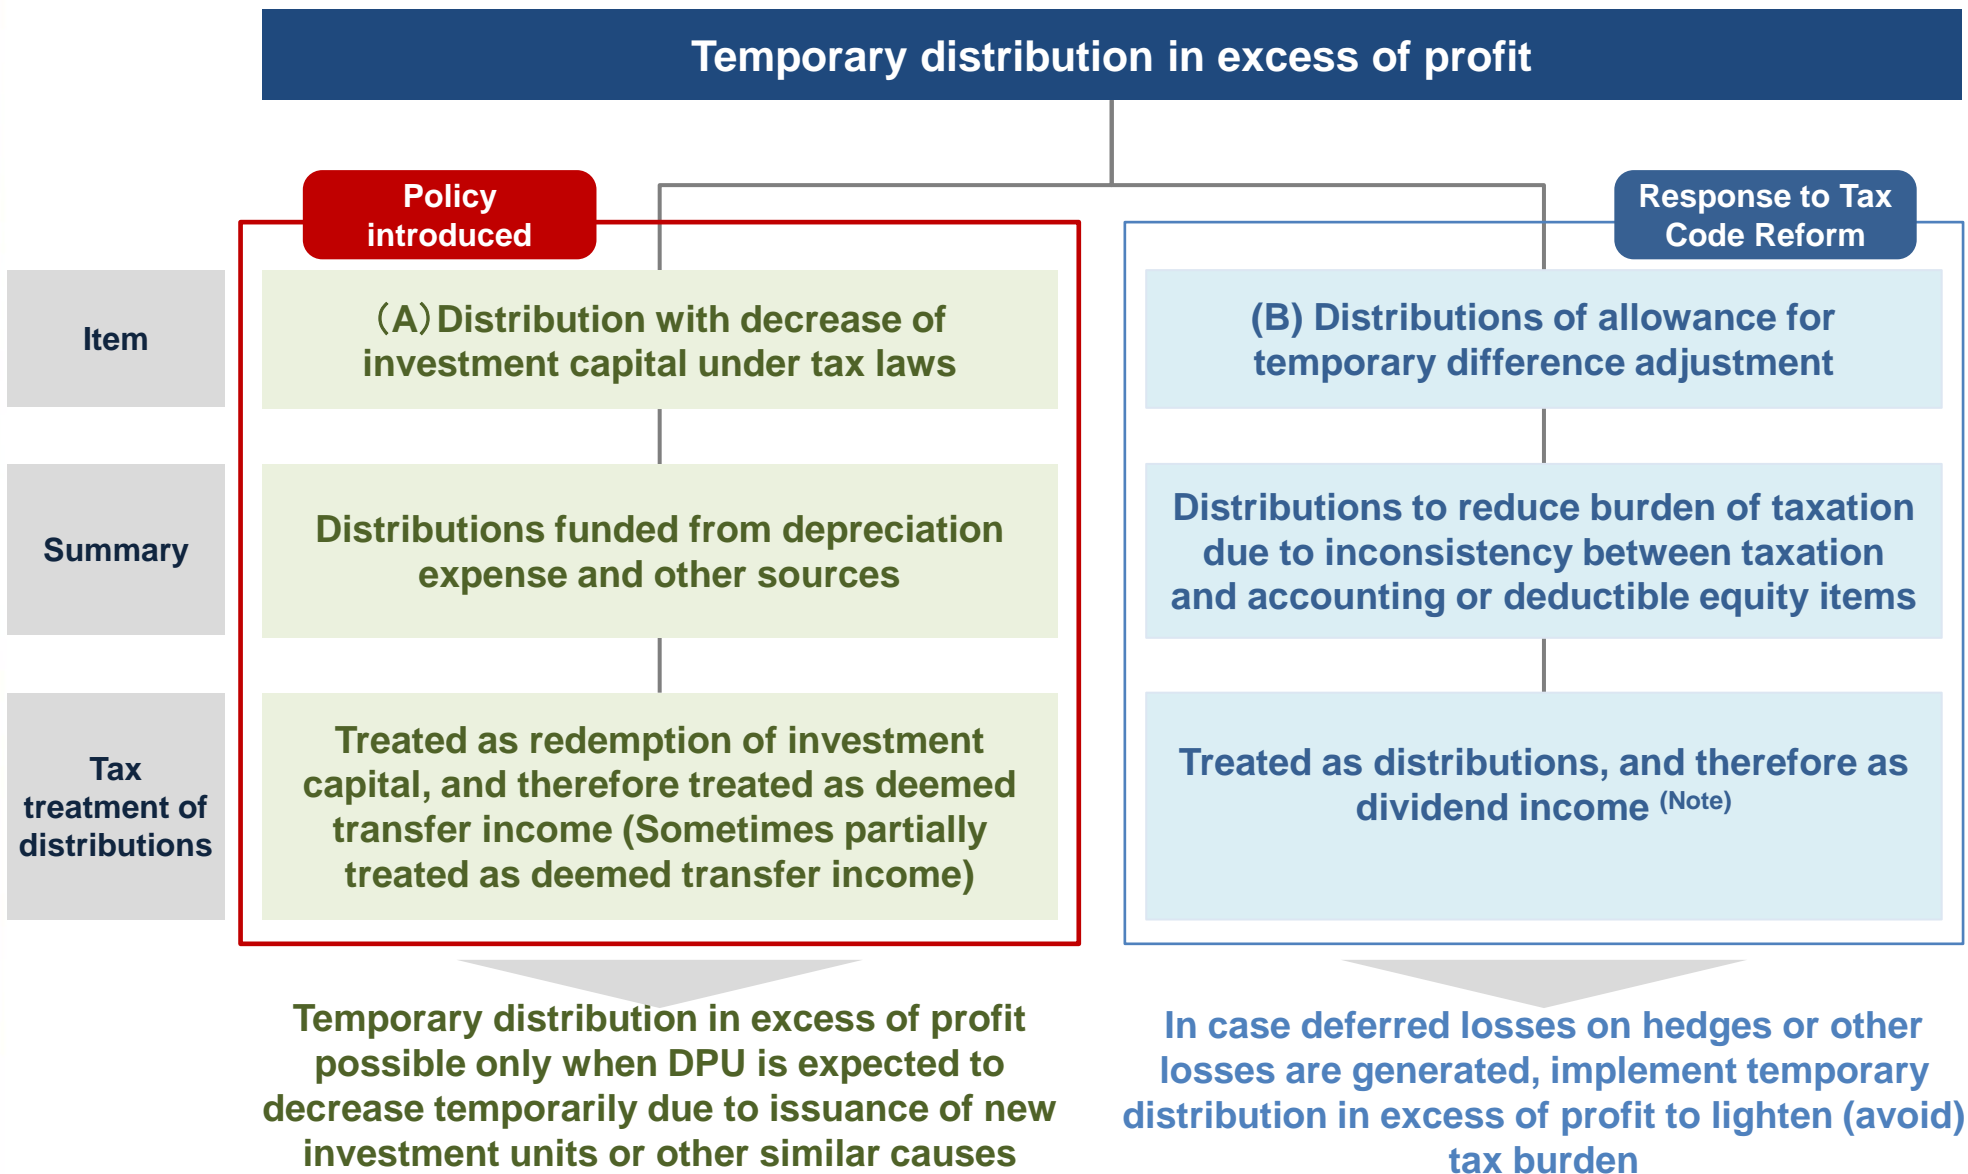 Temporary distribution in excess of profit
Policy
introduced
Response to Tax
Code Reform
Item
（A）Distribution with decrease of
investment capital under tax laws
(B) Distributions of allowance for
temporary difference adjustment
Summary
Distributions funded from depreciation
expense and other sources
Distributions to reduce burden of taxation
due to inconsistency between taxation
and accounting or deductible equity items
Tax
treatment of
distributions
Treated as redemption of investment
capital, and therefore treated as deemed
transfer income (Sometimes partially
treated as deemed transfer income)
Treated as distributions, and therefore as
dividend income (Note)
Temporary distribution in excess of profit
possible only when DPU is expected to
decrease temporarily due to issuance of new
investment units or other similar causes
In case deferred losses on hedges or other
losses are generated, implement temporary
distribution in excess of profit to lighten (avoid)
tax burden